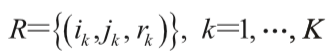 R={(i_k, j_k, r_k)}, k=1,⋯, K